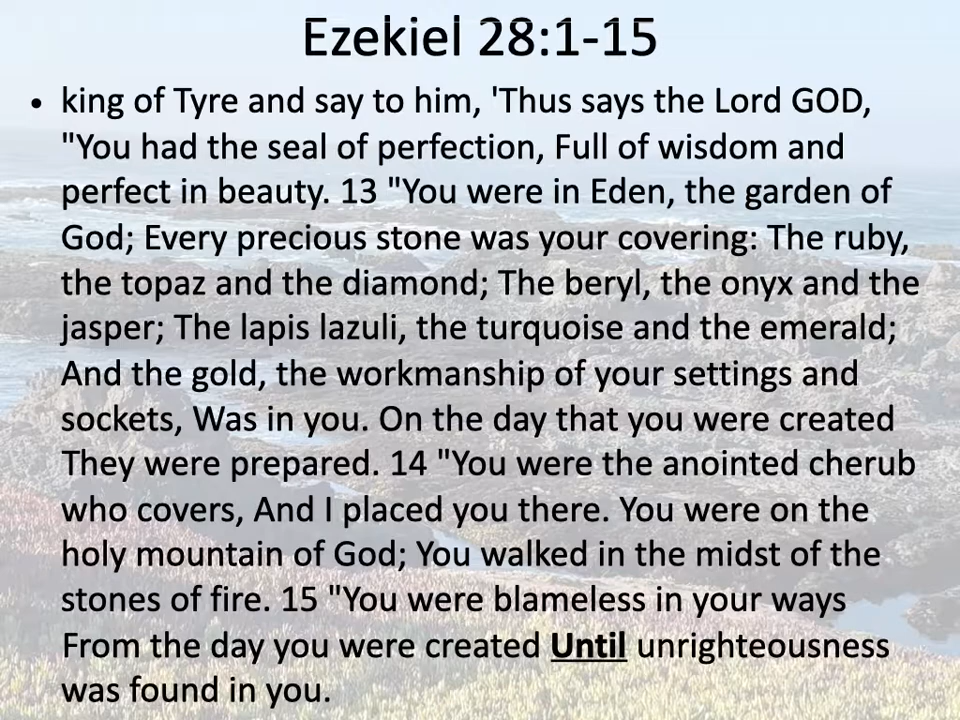 Ezekiel 28:1-15
• king of Tyre and say to him, 'Thus says the Lord GOD,
"You had the seal of perfection, Full of wisdom and
perfect in beauty. 13 "You were in Eden, the garden of
God; Every precious stone was your covering: The ruby,
the topaz and the diamond; The beryl, the onyx and the
jasper; The lapis lazuli, the turquoise and the emerald;
And the gold, the workmanship of your settings and
sockets, Was in you. On the day that you were created
They were prepared. 14 "You were the anointed cherub
who covers, And I placed you there. You were on the
holy mountain of God; You walked in the midst of the
stones of fire. 15 "You were blameless in your ways
From the day you were created Until unrighteousness
was found in you.